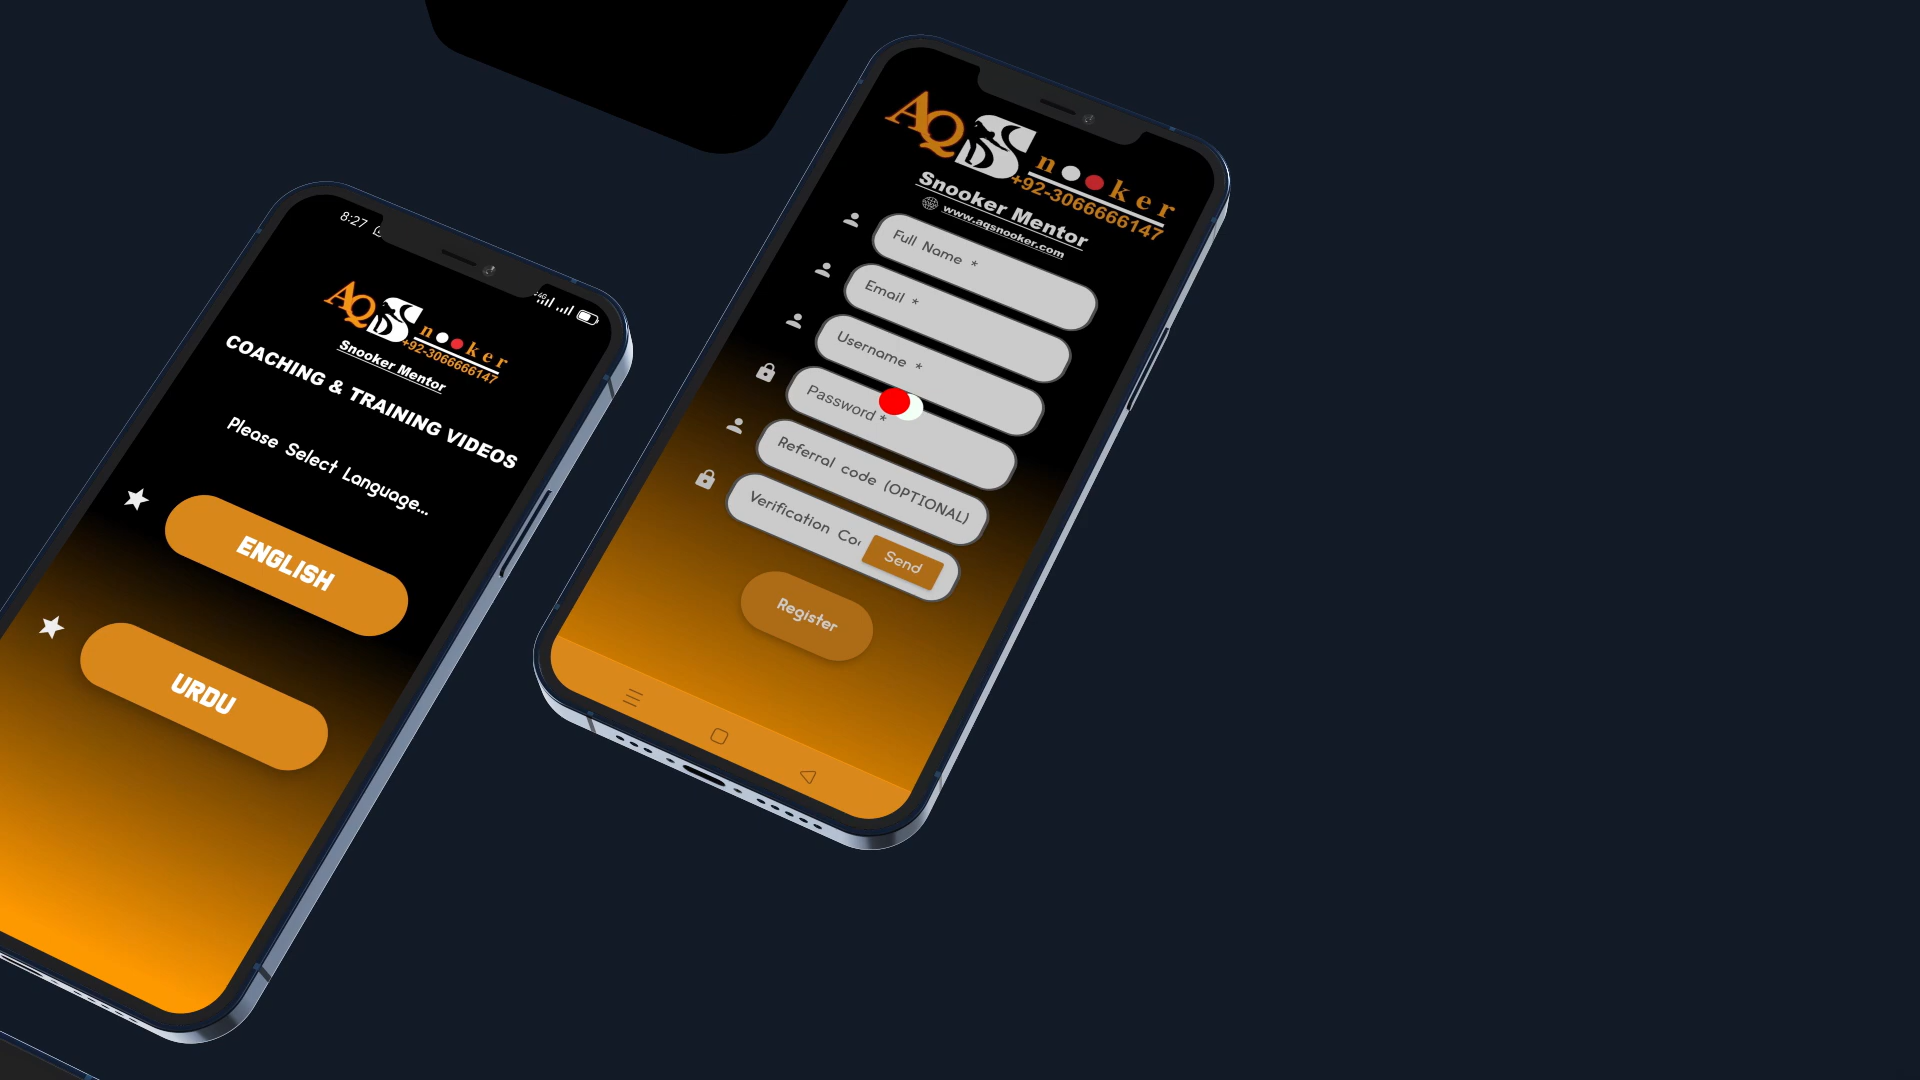 8:27
AQS nooker
+92-3066666147
Snooker Mentor
COACHING & TRAINING VIDEOS
Please Select Language...
ENGLISH
URDU
AQS nooker
+92-3066666147
Snooker Mentor
www.aqsnooker.com
Full Name *
Email *
Username *
Password *
Referral code (OPTIONAL)
Verification Co
Send
Register